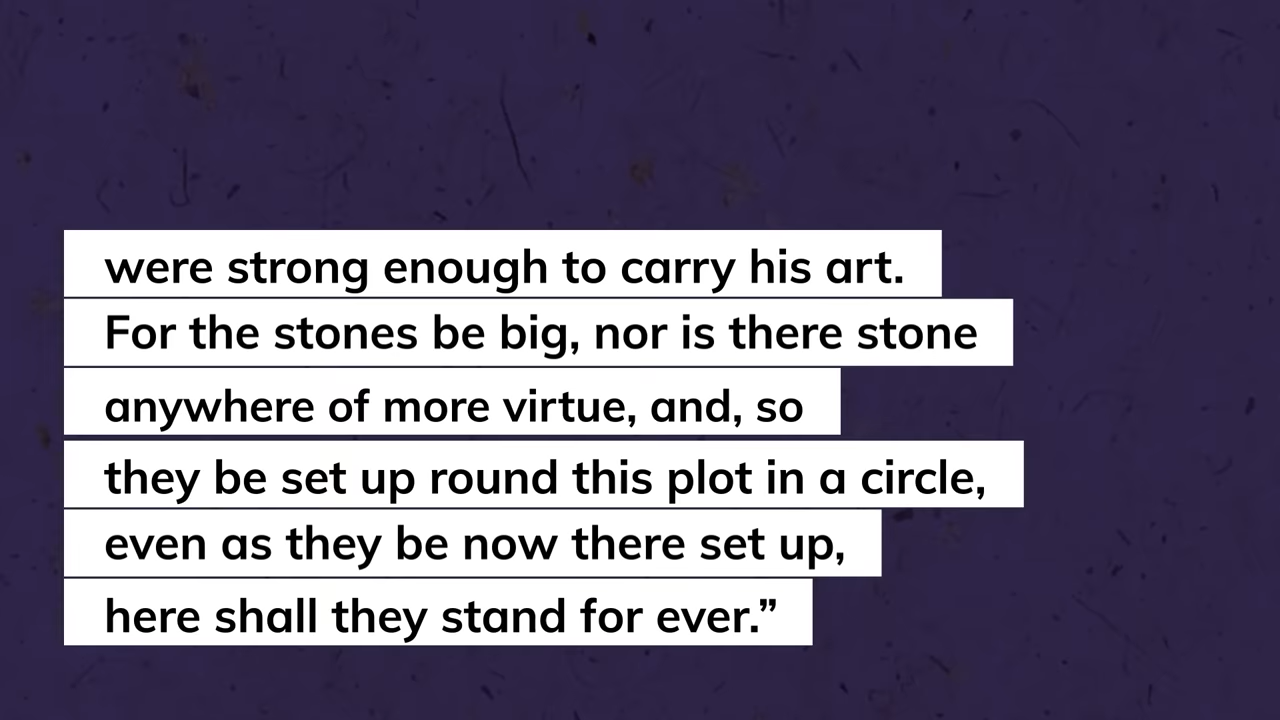 were strong enough to carry his art.
For the stones be big, nor is there stone
anywhere of more virtue, and, so
they be set up round this plot in a circle,
even as they be now there set up,
here shall they stand for ever.”